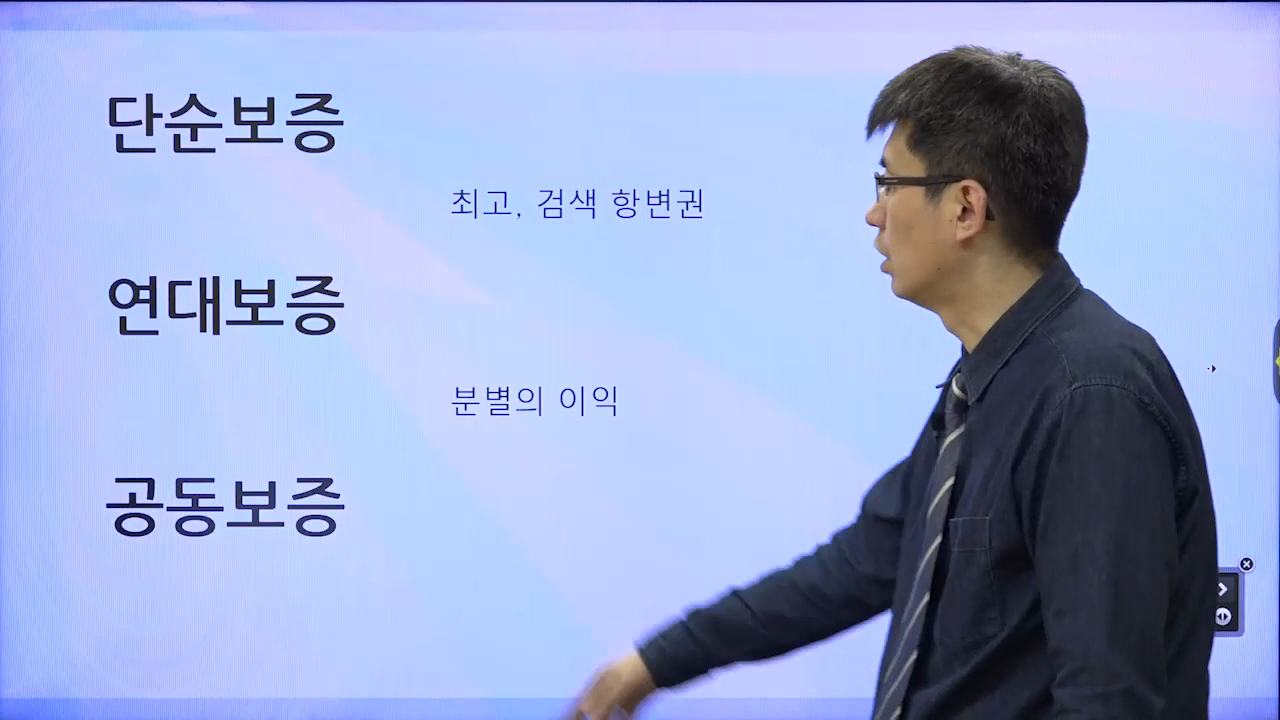 단순보증
최고, 검색 항변권
연대보증
분별의 이익
공동보증